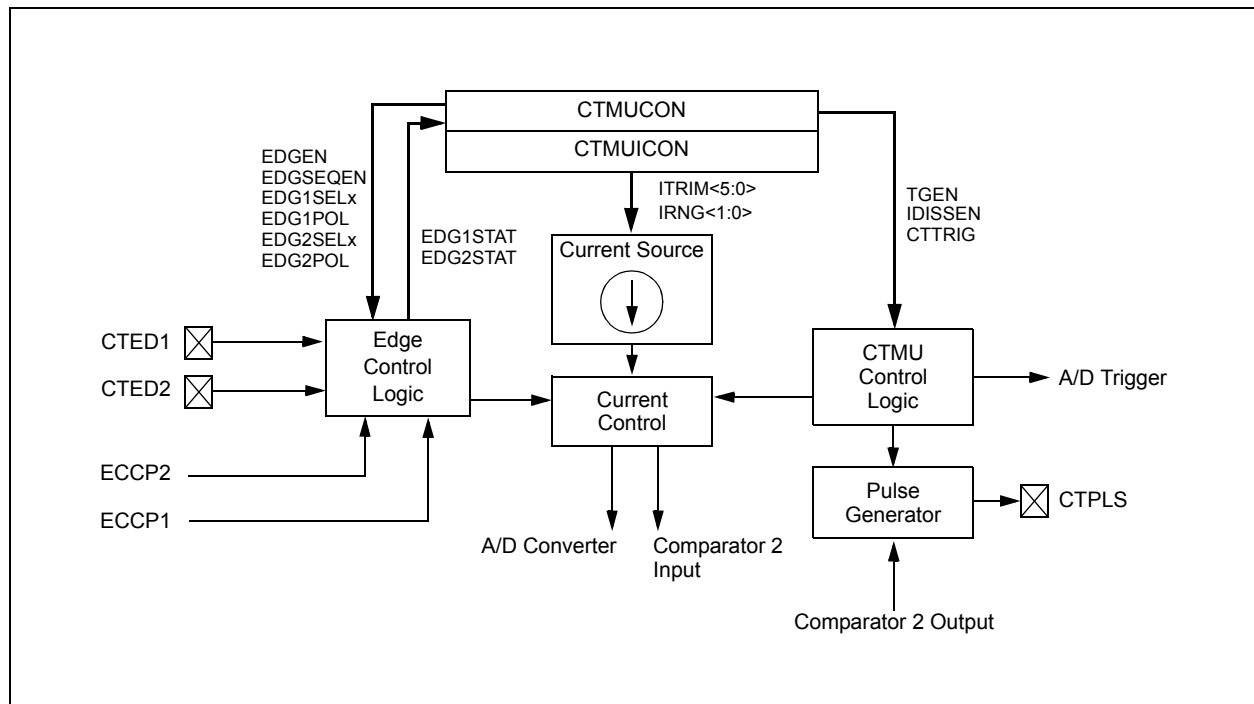 CTMUCON
CTMUICON
EDGEN
EDGSEQEN
EDG1SELx
EDG1POL
EDG2SELx
EDG2POL
EDG1STAT
EDG2STAT
ITRIM<5:0>
IRNG<1:0>
TGEN
IDISSEN
CTTRIG
Current Source
CTED1
CTED2
Edge
Control
Logic
Current
Control
CTMU
Control
Logic
A/D Trigger
ECCP2
ECCP1
Pulse
Generator
CTPLS
A/D Converter
Comparator 2
Input
Comparator 2 Output